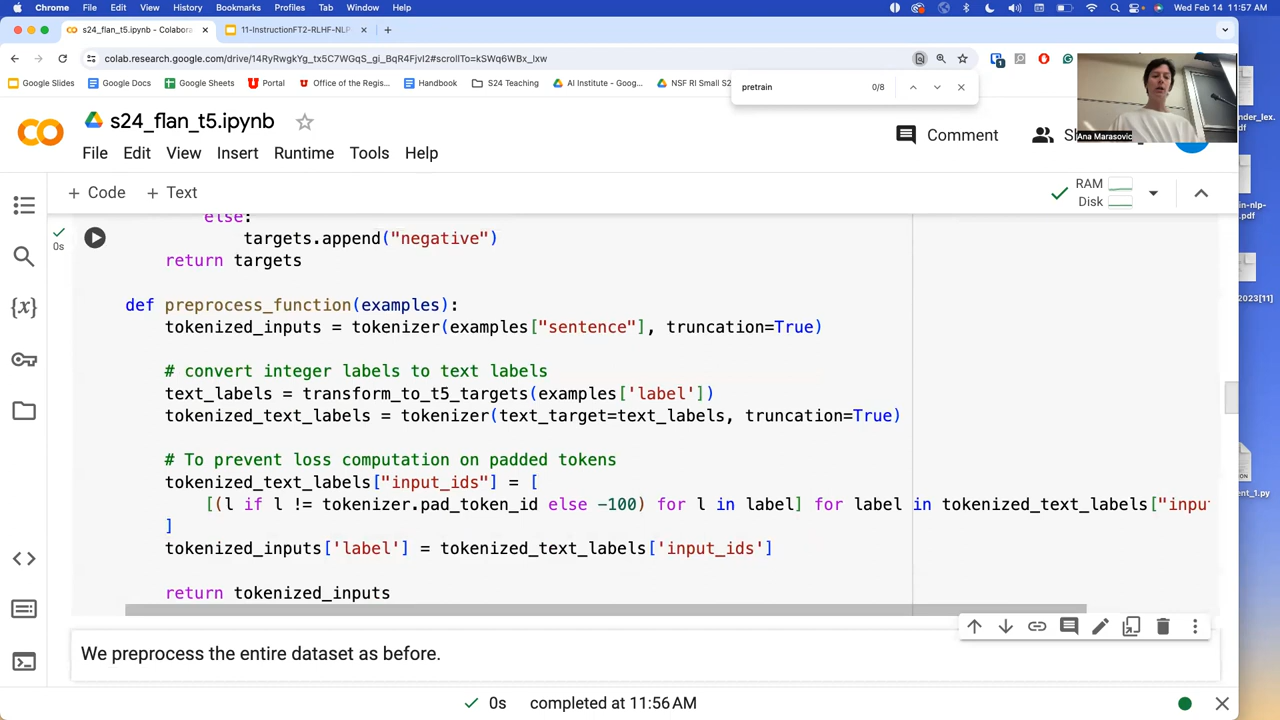 Chrome File Edit View History Bookmarks Profiles Tab Window Help
Wed Feb 14 11:57 AM
s24_flan_t5.ipynb - Colabora
11-InstructionFT2-RLHF-NLP
colab.research.google.com/drive/14RyRwgkYg_tx5C7WGqS_gi_BqR4FjvI2#scrollTo=kSWq6WBx_Ixw
Google Slides Google Docs Google Sheets Portal Office of the Regis... Handbook S24 Teaching AI Institute - Goog... NSF RI Small S2
pretrain 0/8
Ana Marasovic
CO s24_flan_t5.ipynb
Comment
File Edit View Insert Runtime Tools Help
+ Code + Text
RAM
Disk
0s
else:
targets.append("negative")
return targets
def preprocess_function(examples):
tokenized_inputs = tokenizer(examples["sentence"], truncation=True)
# convert integer labels to text labels
text_labels = transform_to_t5_targets(examples['label'])
tokenized_text_labels = tokenizer(text_target=text_labels, truncation=True)
# To prevent loss computation on padded tokens
tokenized_text_labels["input_ids"] = [
[(l if l != tokenizer.pad_token_id else -100) for l in label] for label in tokenized_text_labels["inpu
]
tokenized_inputs['label'] = tokenized_text_labels['input_ids']
return tokenized_inputs
We preprocess the entire dataset as before.
0s completed at 11:56 AM